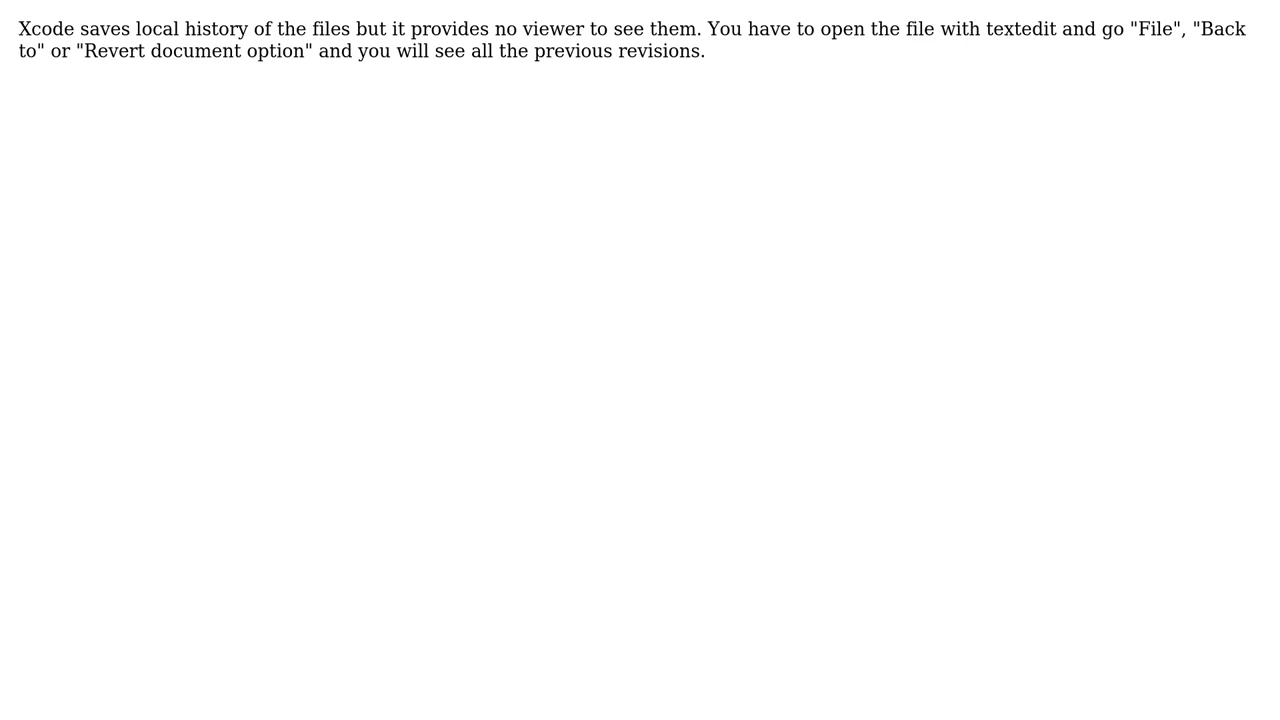 Xcode saves local history of the files but it provides no viewer to see them. You have to open the file with textedit and go "File", "Back
to" or "Revert document option" and you will see all the previous revisions.